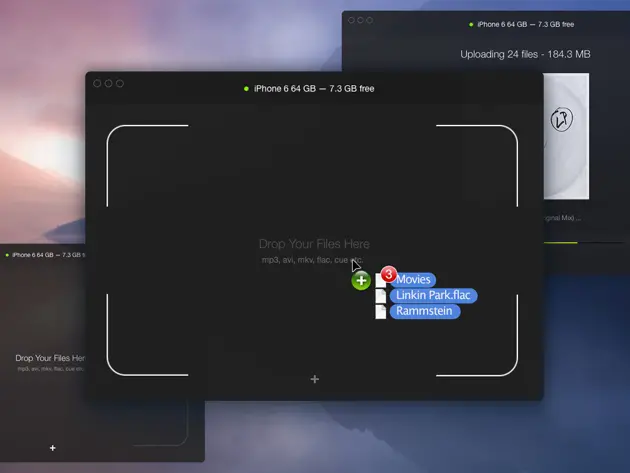 iPhone 6 64 GB — 7.3 GB free
Uploading 24 files - 184.3 MB
iPhone 6 64 GB — 7.3 GB free
Drop Your Files Here
mp3, avi, mkv, flac, cue etc.
3
Movies
Linkin Park.flac
Rammstein
iPhone 6 64 GB — 7.3 GB
Drop Your Files Here
mp3, avi, mkv, flac, cue etc.